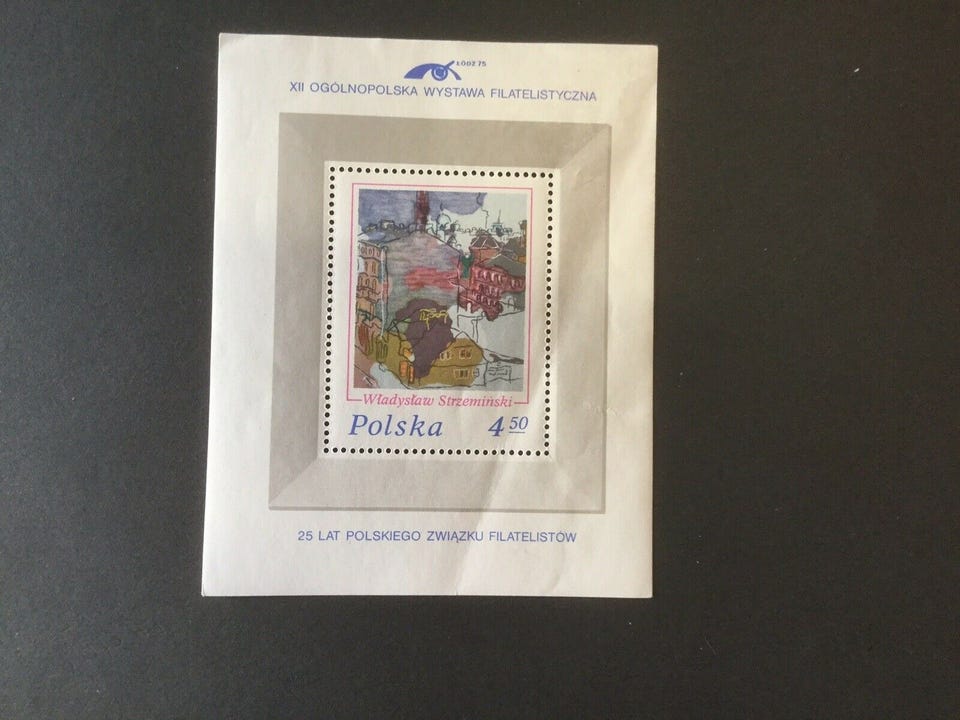 ŁÓDŹ 75
XII OGÓLNOPOLSKA WYSTAWA FILATELISTYCZNA
Władysław Strzemiński
Polska 4 50
25 LAT POLSKIEGO ZWIĄZKU FILATELISTÓW